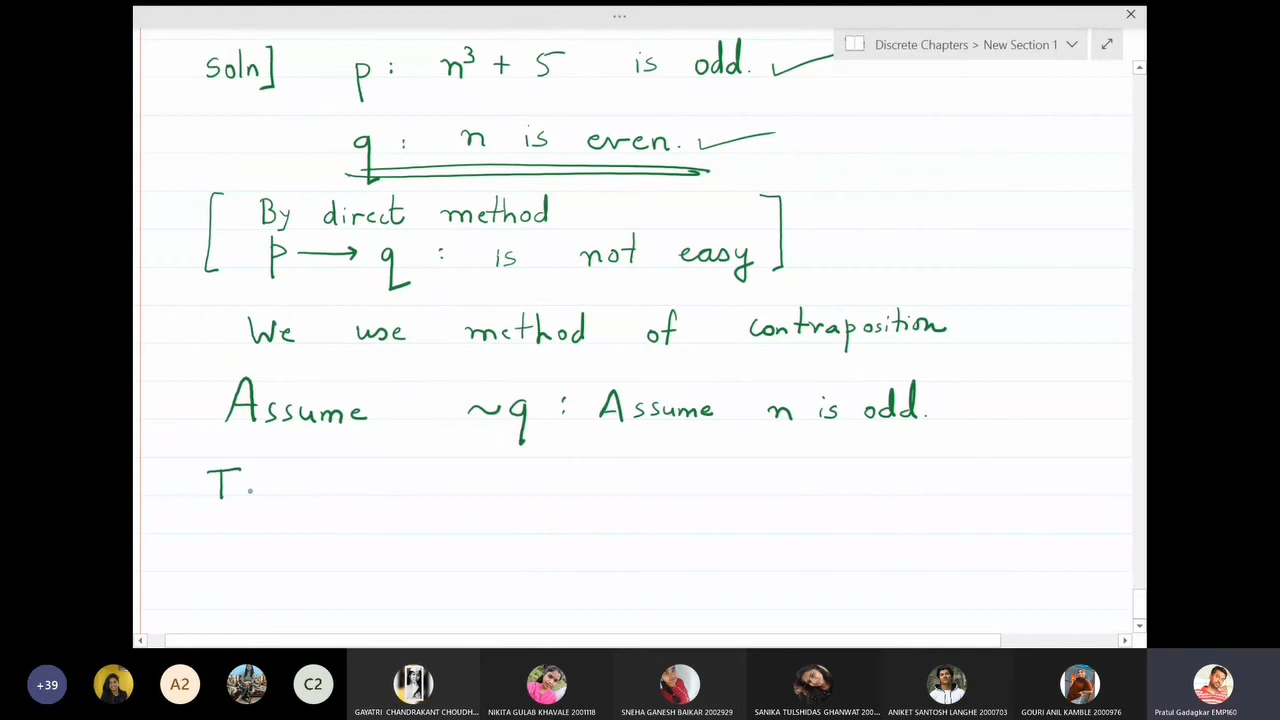 Discrete Chapters > New Section 1
soln] p : n³ + 5 is odd.
q : n is even.
[ By direct method
p → q : is not easy ]
We use method of contraposition
Assume ~q : Assume n is odd.
T
+39 A2 C2
GAYATRI CHANDRAKANT CHOUDH... NIKITA GULAB KHAVALE 2001118 SNEHA GANESH BAIKAR 2002929 SANIKA TULSHIDAS GHANWAT 200... ANIKET SANTOSH LANGHE 2000703 GOURI ANIL KAMBLE 2000976 Pratul Gadagkar EMP160